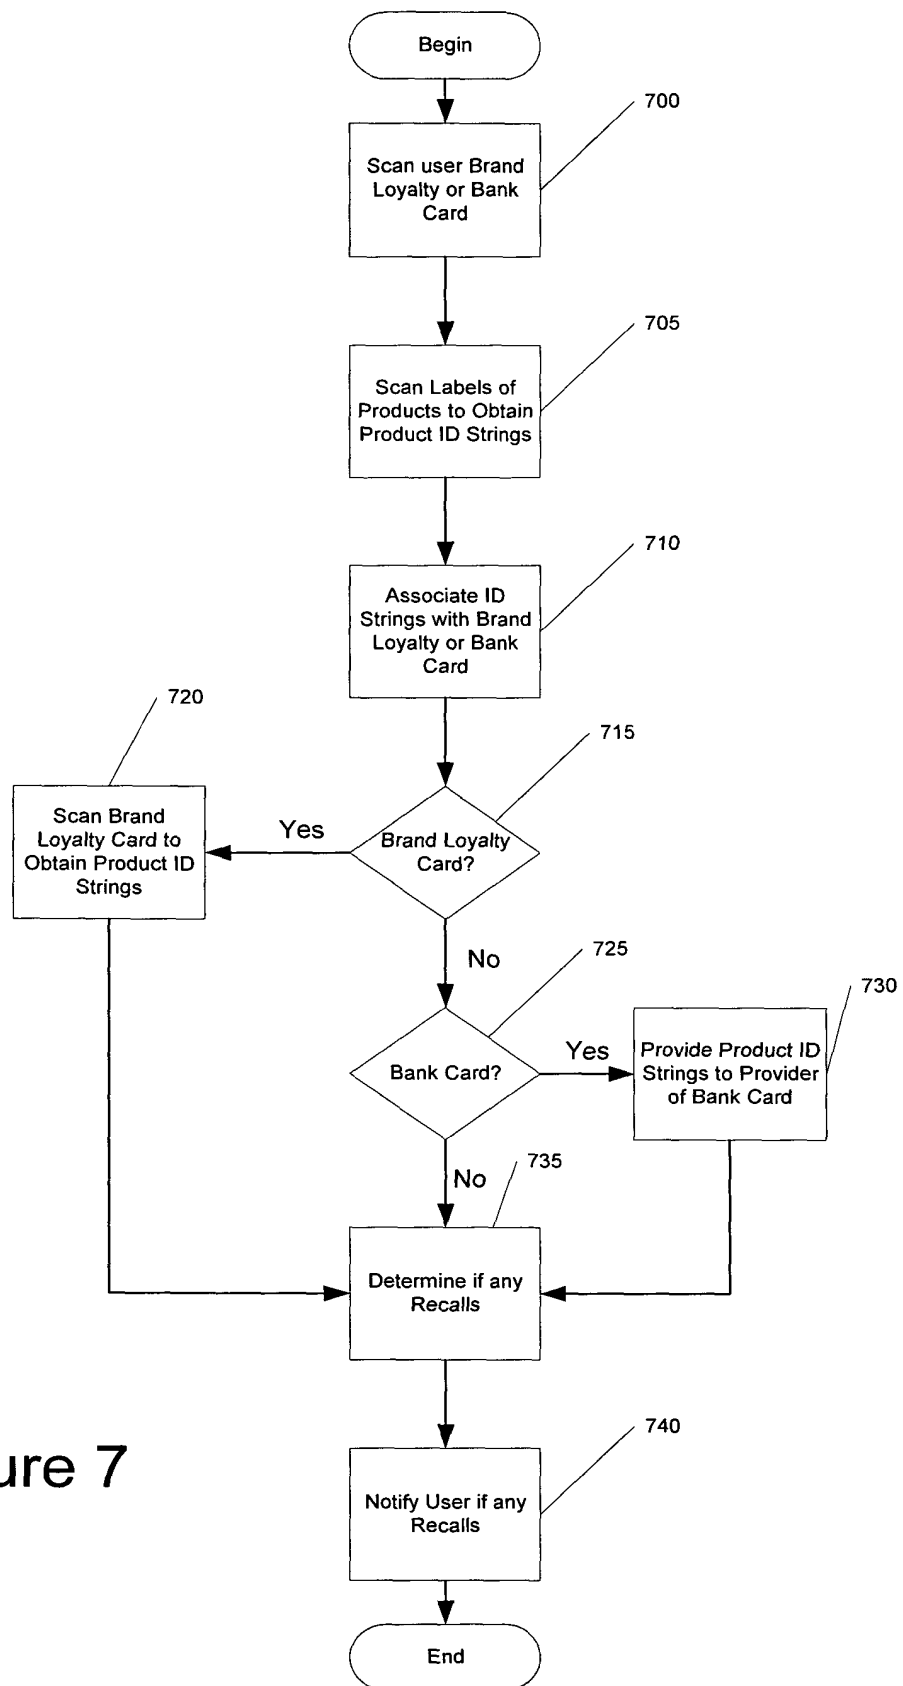 Begin
700
Scan user Brand
Loyalty or Bank
Card
705
Scan Labels of
Products to Obtain
Product ID Strings
710
Associate ID
Strings with Brand
Loyalty or Bank
Card
720
715
Scan Brand
Loyalty Card to
Obtain Product ID
Strings
Yes
Brand Loyalty
Card?
No
725
730
Bank Card?
Yes
Provide Product ID
Strings to Provider
of Bank Card
No
735
Determine if any
Recalls
740
ure 7
Notify User if any
Recalls
End